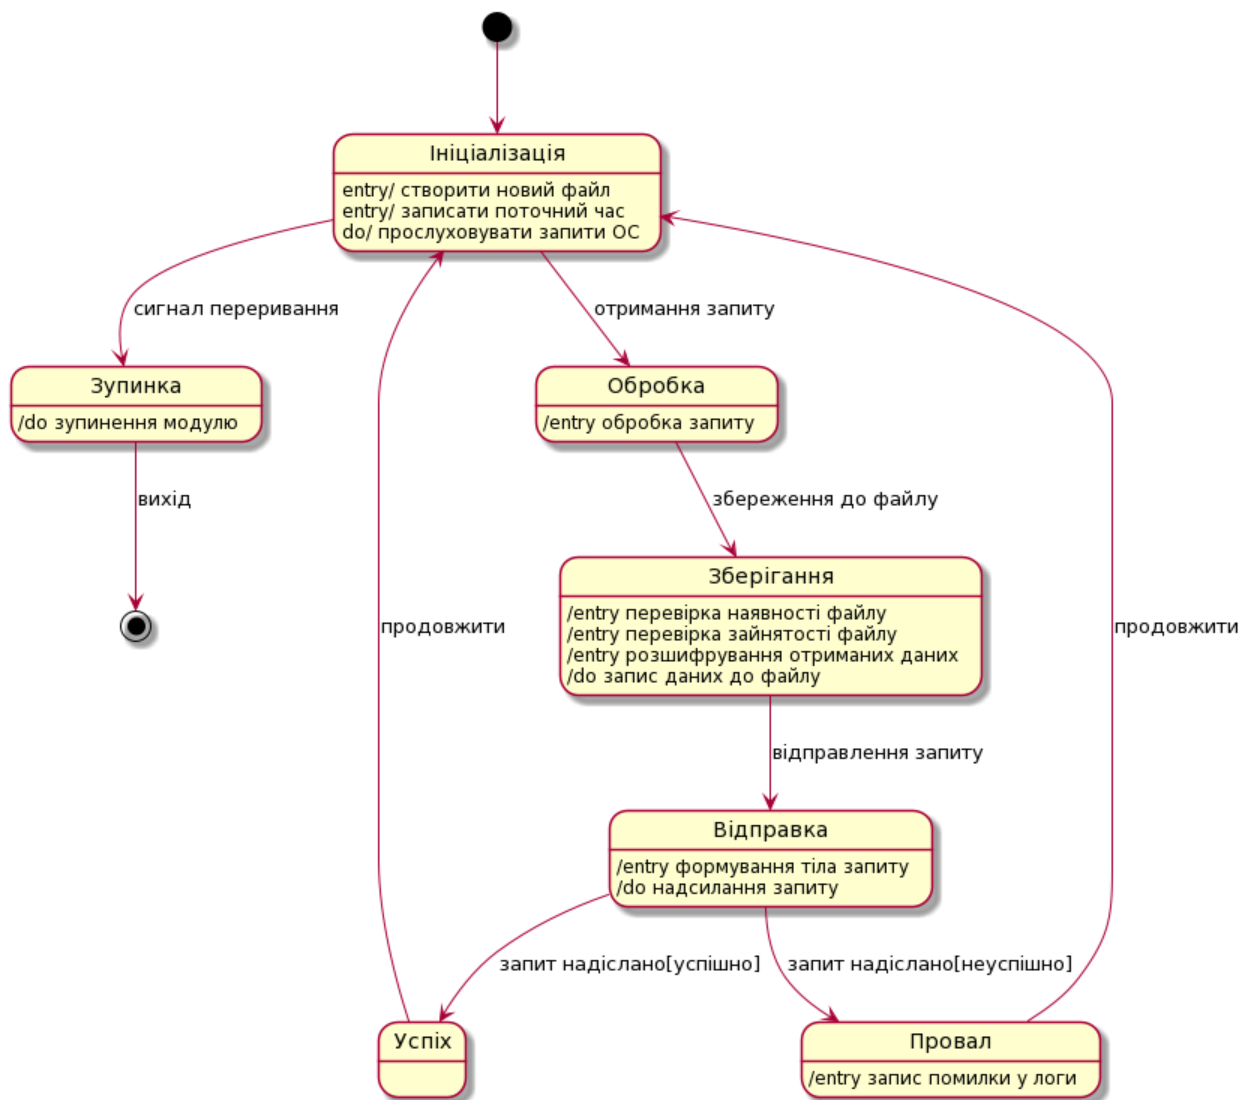 Ініціалізація
entry/ створити новий файл
entry/ записати поточний час
do/ прослуховувати запити ОС
сигнал переривання
отримання запиту
Зупинка
/do зупинення модулю
Обробка
/entry обробка запиту
вихід
збереження до файлу
Зберігання
/entry перевірка наявності файлу
/entry перевірка зайнятості файлу
/entry розшифрування отриманих даних
/do запис даних до файлу
продовжити
продовжити
відправлення запиту
Відправка
/entry формування тіла запиту
/do надсилання запиту
запит надіслано[успішно]
запит надіслано[неуспішно]
Успіх
Провал
/entry запис помилки у логи